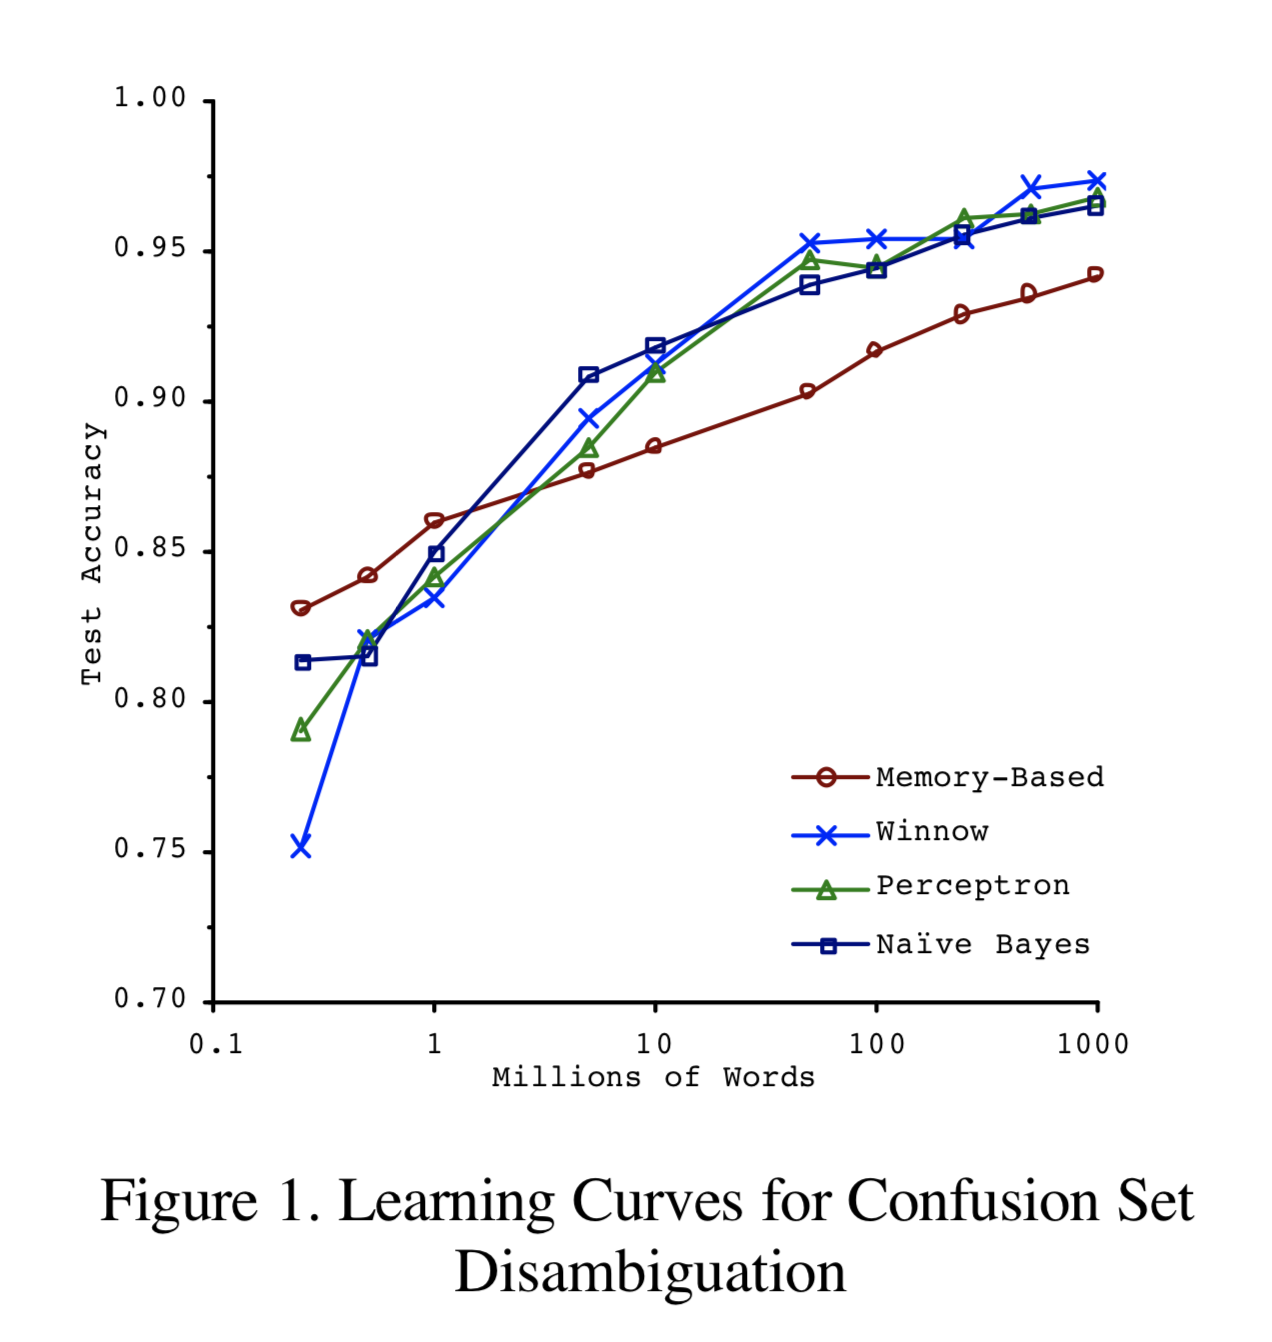 1.00
0.95
0.90
0.85
0.80
0.75
0.70
Test Accuracy
0.1 1 10 100 1000
Millions of Words
Memory-Based
Winnow
Perceptron
Naïve Bayes
Figure 1. Learning Curves for Confusion Set
Disambiguation